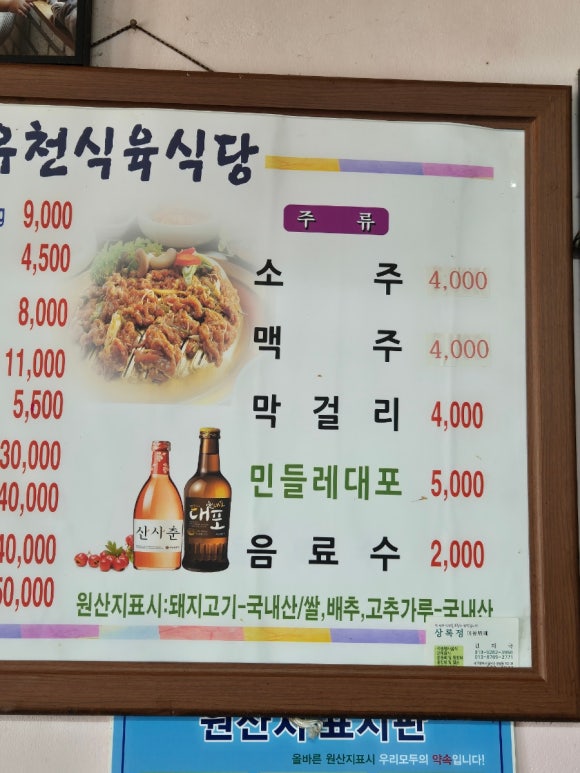 유천식육식당
9,000
4,500
8,000
11,000
5,600
30,000
40,000
40,000
50,000
주 류
소 주 4,000
맥 주 4,000
막 걸 리 4,000
민들레대포 5,000
음 료 수 2,000
산사춘
대포
원산지표시:돼지고기-국내산/쌀,배추,고추가루-국내산
상록정
원산지표시판
올바른 원산지표시 우리모두의 약속입니다!